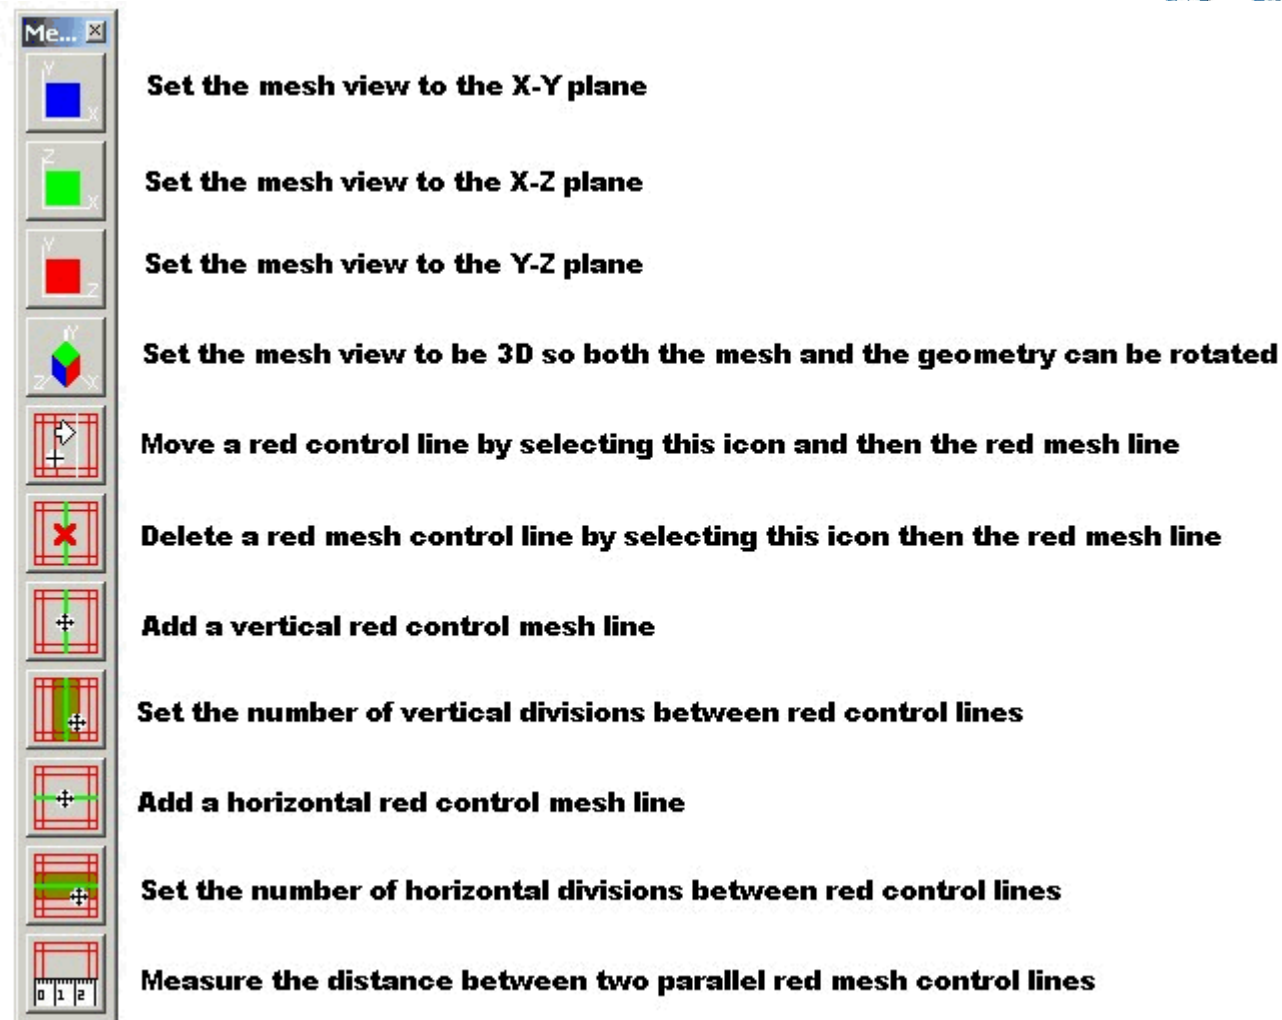 Me...
Y
X
Set the mesh view to the X-Y plane
Z
X
Set the mesh view to the X-Z plane
Y
Z
Set the mesh view to the Y-Z plane
Y
Z X
Set the mesh view to be 3D so both the mesh and the geometry can be rotated
Move a red control line by selecting this icon and then the red mesh line
Delete a red mesh control line by selecting this icon then the red mesh line
Add a vertical red control mesh line
Set the number of vertical divisions between red control lines
Add a horizontal red control mesh line
Set the number of horizontal divisions between red control lines
0 1 2
Measure the distance between two parallel red mesh control lines